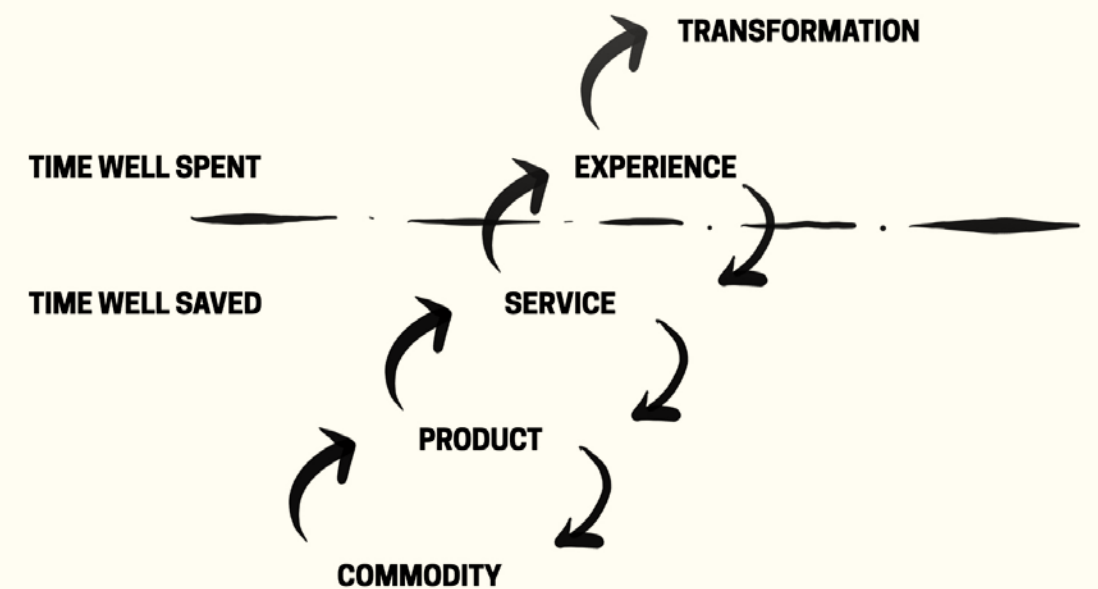 TRANSFORMATION
TIME WELL SPENT
EXPERIENCE
TIME WELL SAVED
SERVICE
PRODUCT
COMMODITY